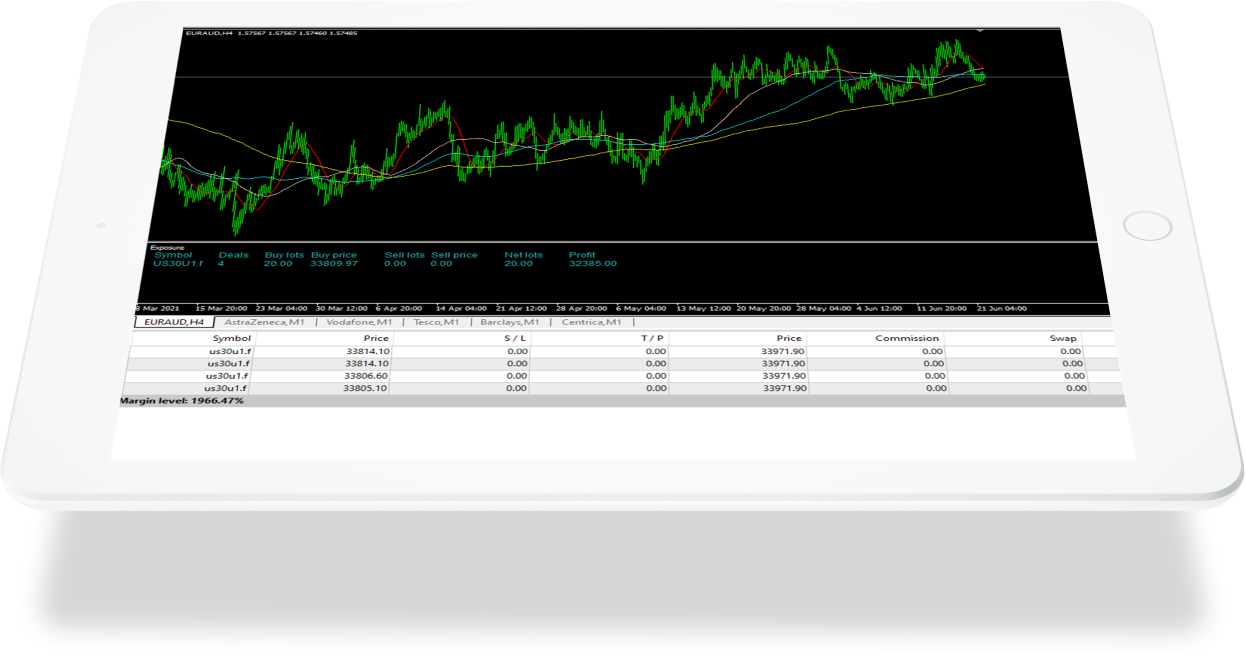 EURAUD,H4 1.57567 1.57567 1.57460 1.57485
Exposure
Symbol Deals Buy lots Buy price Sell lots Sell price Net lots Profit
US30U1.f 4 20.00 33809.97 0.00 0.00 20.00 32385.00
8 Mar 2021 15 Mar 20:00 23 Mar 04:00 30 Mar 12:00 6 Apr 20:00 14 Apr 04:00 21 Apr 12:00 28 Apr 20:00 6 May 04:00 13 May 12:00 20 May 20:00 28 May 04:00 4 Jun 12:00 11 Jun 20:00 21 Jun 04:00
EURAUD,H4 AstraZeneca,M1 | Vodafone,M1 | Tesco,M1 | Barclays,M1 | Centrica,M1 |
Symbol Price S / L T / P Price Commission Swap
us30u1.f 33814.10 0.00 0.00 33971.90 0.00 0.00
us30u1.f 33814.10 0.00 0.00 33971.90 0.00 0.00
us30u1.f 33806.60 0.00 0.00 33971.90 0.00 0.00
us30u1.f 33805.10 0.00 0.00 33971.90 0.00 0.00
Margin level: 1966.47%